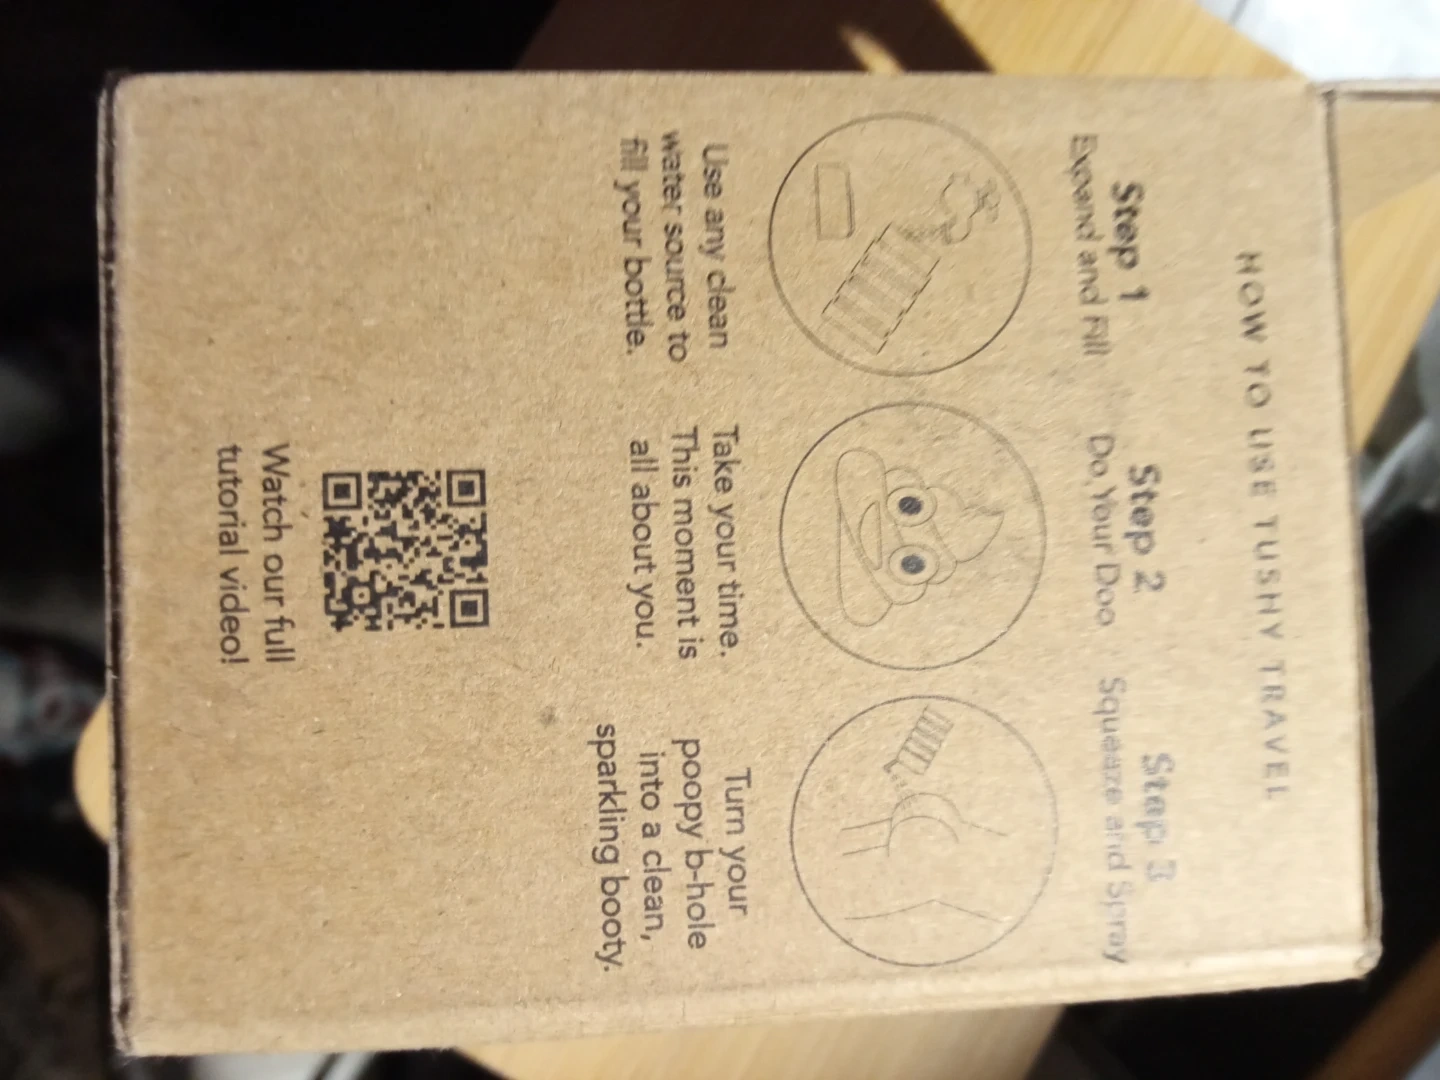 HOW TO USE TUSHY TRAVEL
Step 1
Expand and Fill
Use any clean
water source to
fill your bottle.
Step 2
Do Your Doo
Take your time.
This moment is
all about you.
Step 3
Squeeze and Spray
Turn your
poopy b-hole
into a clean,
sparkling booty.
Watch our full
tutorial video!